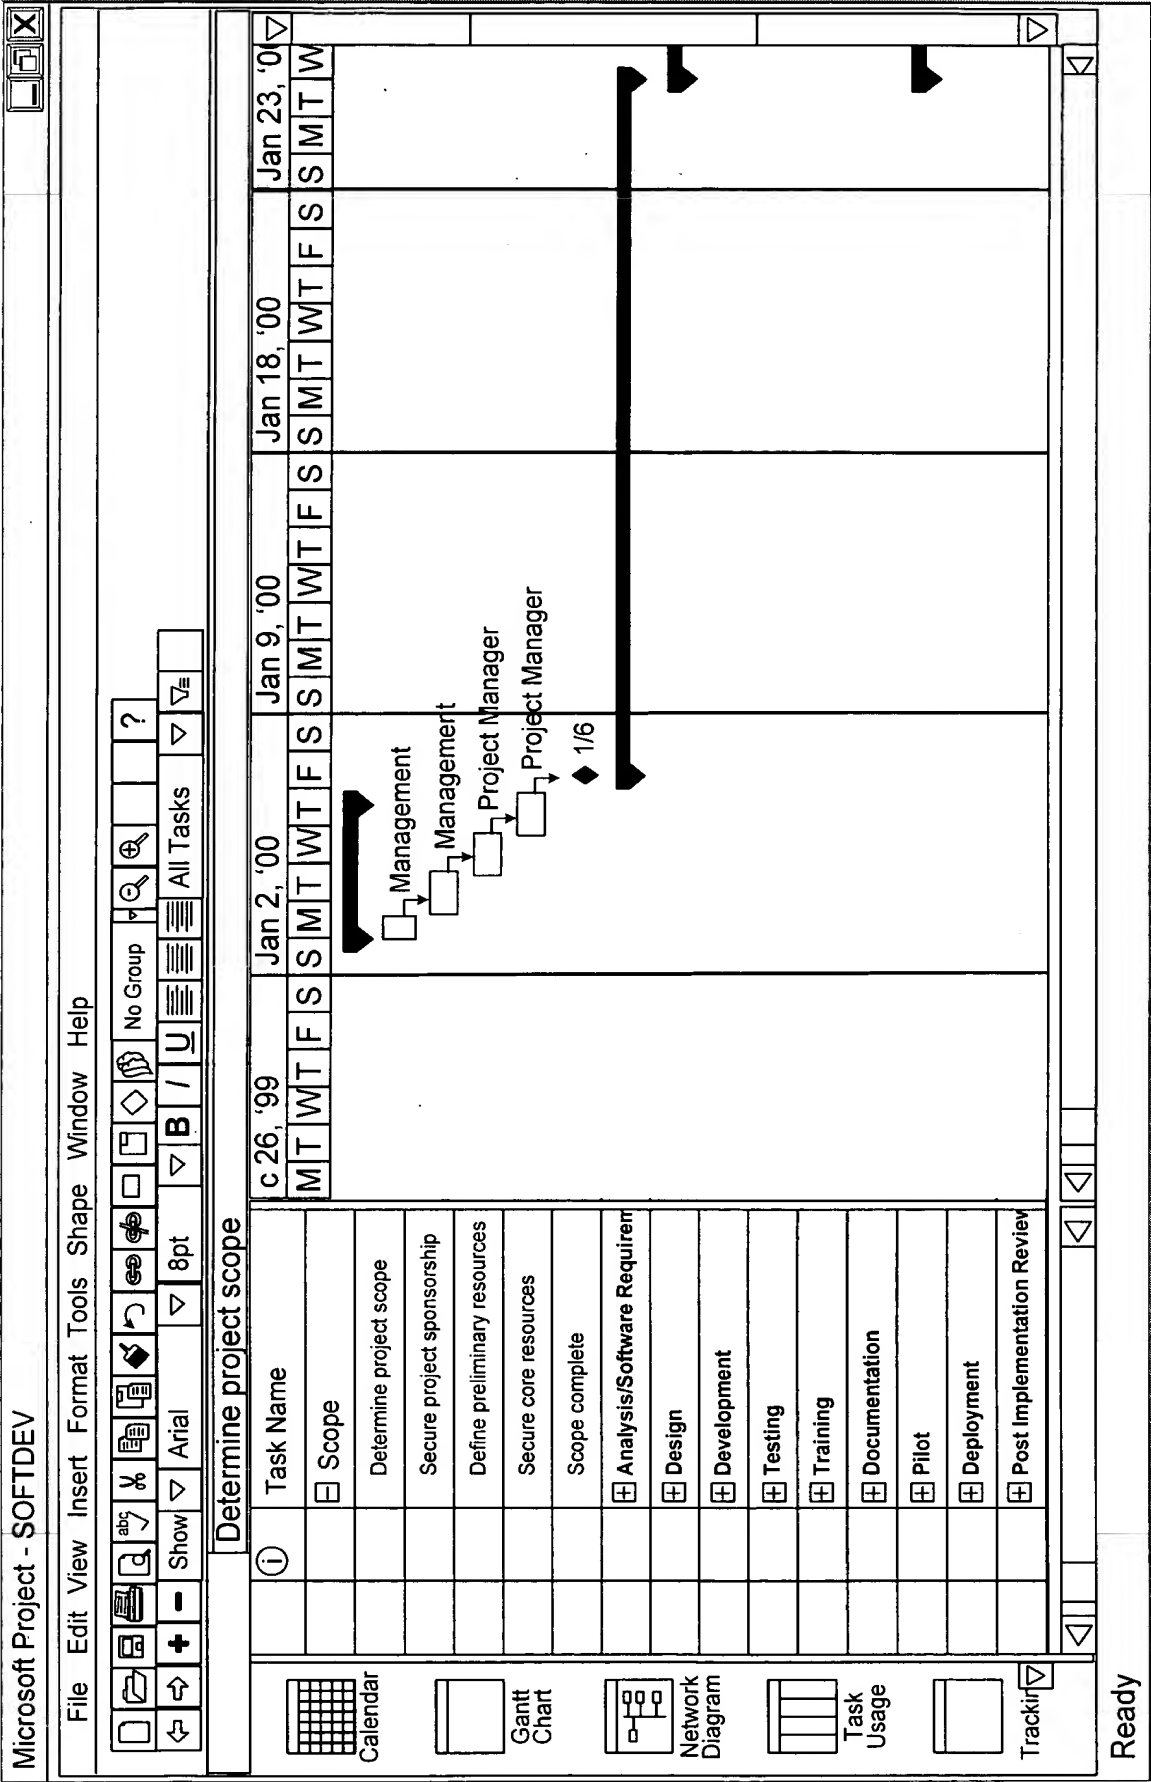 Microsoft Project - SOFTDEV
File Edit View Insert Format Tools Shape Window Help
abc No Group ?
Show Arial 8pt B I U All Tasks
Determine project scope
Task Name
c 26, '99 Jan 2, '00 Jan 9, '00 Jan 18, '00 Jan 23, '0
M T W T F S S M T W T F S S M T W T F S S M T W T F S S M T W
Calendar
Gantt
Chart
Network
Diagram
Task
Usage
Trackin
Scope
Determine project scope
Management
Secure project sponsorship
Management
Define preliminary resources
Project Manager
Secure core resources
Project Manager
Scope complete
1/6
Analysis/Software Requirem
Design
Development
Testing
Training
Documentation
Pilot
Deployment
Post Implementation Review
Ready